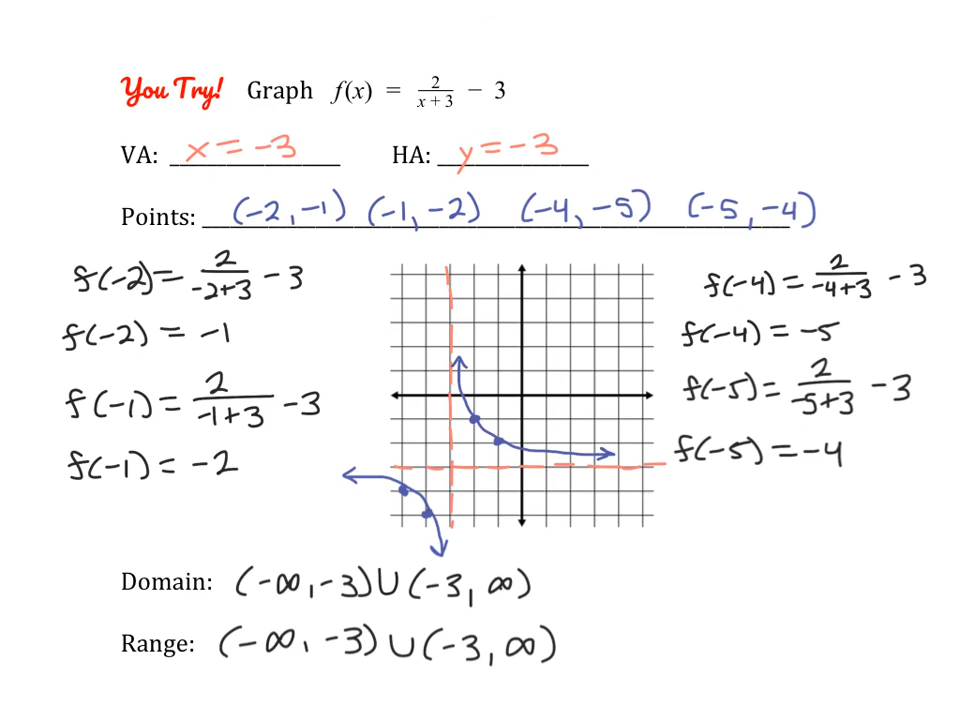 You Try! Graph f(x) = 2/(x + 3) − 3
VA: x = -3 HA: y = -3
Points: (-2, -1) (-1, -2) (-4, -5) (-5, -4)
f(-2) = 2/(-2+3) - 3
f(-2) = -1
f(-1) = 2/(-1+3) - 3
f(-1) = -2
f(-4) = 2/(-4+3) - 3
f(-4) = -5
f(-5) = 2/(-5+3) - 3
f(-5) = -4
Domain: (-∞, -3) ∪ (-3, ∞)
Range: (-∞, -3) ∪ (-3, ∞)